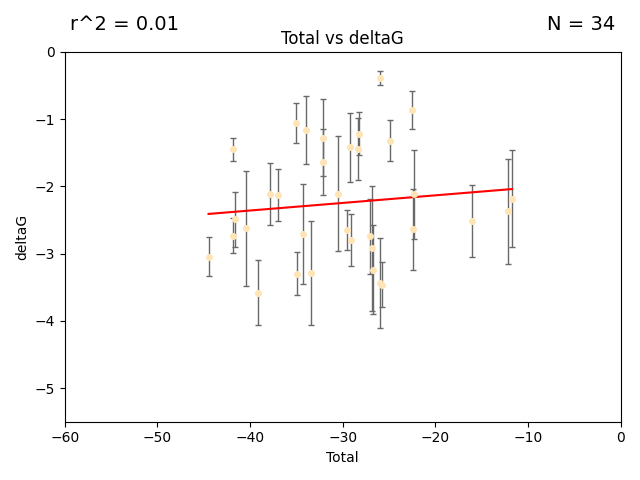 r^2 = 0.01
N = 34
Total vs deltaG
deltaG
0
−1
−2
−3
−4
−5
−60
−50
−40
−30
−20
−10
0
Total